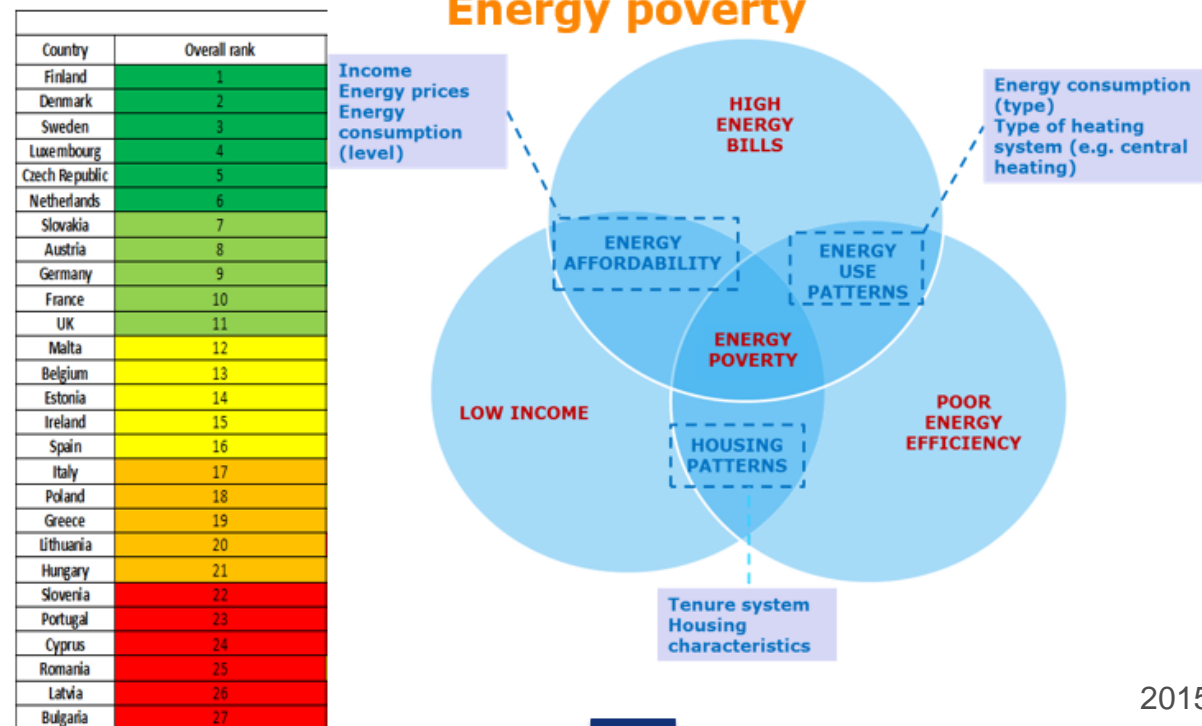 Energy poverty
Country Overall rank
Finland 1
Denmark 2
Sweden 3
Luxembourg 4
Czech Republic 5
Netherlands 6
Slovakia 7
Austria 8
Germany 9
France 10
UK 11
Malta 12
Belgium 13
Estonia 14
Ireland 15
Spain 16
Italy 17
Poland 18
Greece 19
Lithuania 20
Hungary 21
Slovenia 22
Portugal 23
Cyprus 24
Romania 25
Latvia 26
Bulgaria 27
Income
Energy prices
Energy
consumption
(level)
HIGH
ENERGY
BILLS
Energy consumption
(type)
Type of heating
system (e.g. central
heating)
ENERGY
AFFORDABILITY
ENERGY
USE
PATTERNS
ENERGY
POVERTY
LOW INCOME
POOR
ENERGY
EFFICIENCY
HOUSING
PATTERNS
Tenure system
Housing
characteristics
2015